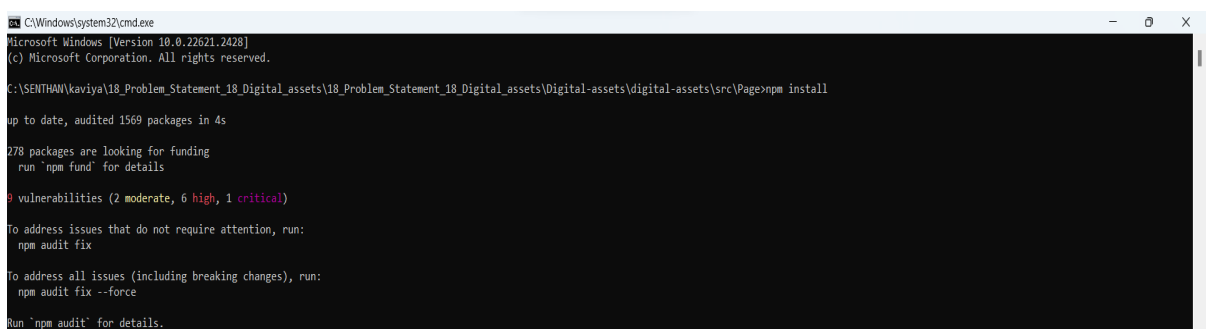 C:\Windows\system32\cmd.exe
Microsoft Windows [Version 10.0.22621.2428]
(c) Microsoft Corporation. All rights reserved.
C:\SENTHAN\kaviya\18_Problem_Statement_18_Digital_assets\18_Problem_Statement_18_Digital_assets\Digital-assets\digital-assets\src\Page>npm install
up to date, audited 1569 packages in 4s
278 packages are looking for funding
run `npm fund` for details
9 vulnerabilities (2 moderate, 6 high, 1 critical)
To address issues that do not require attention, run:
npm audit fix
To address all issues (including breaking changes), run:
npm audit fix --force
Run `npm audit` for details.